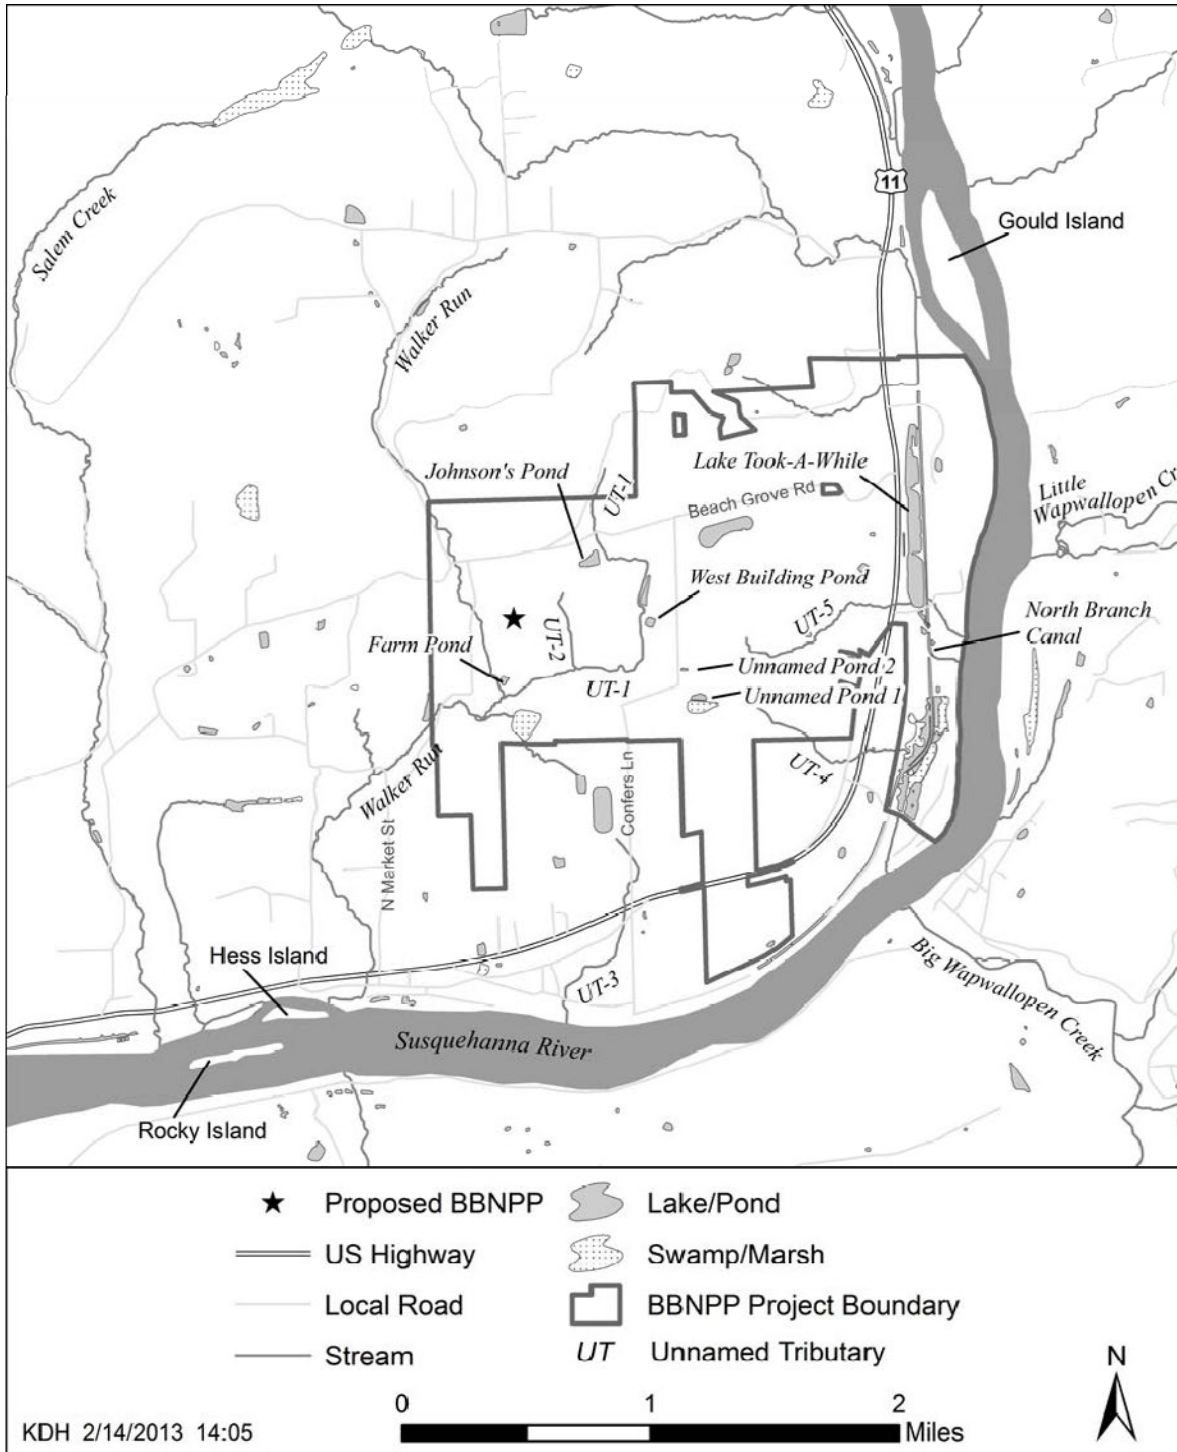 11
Gould Island
Salem Creek
Walker Run
Johnson's Pond
UT-1
Lake Took-A-While
Beach Grove Rd
Little
Wapwallopen Cr
West Building Pond
UT-5
North Branch
Canal
UT-2
Farm Pond
UT-1
Unnamed Pond 2
Unnamed Pond 1
Walker Run
UT-4
Confers Ln
N Market St
Hess Island
UT-3
Big Wapwallopen Creek
Susquehanna River
Rocky Island
Proposed BBNPP
Lake/Pond
US Highway
Swamp/Marsh
Local Road
BBNPP Project Boundary
Stream
UT Unnamed Tributary
N
0 1 2
Miles
KDH 2/14/2013 14:05